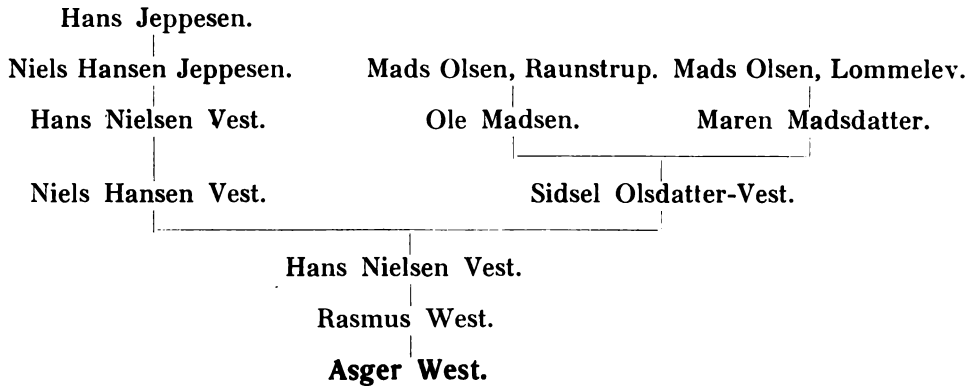 Hans Jeppesen.
Niels Hansen Jeppesen. Mads Olsen, Raunstrup. Mads Olsen, Lommelev.
Hans Nielsen Vest. Ole Madsen. Maren Madsdatter.
Niels Hansen Vest. Sidsel Olsdatter-Vest.
Hans Nielsen Vest.
Rasmus West.
Asger West.